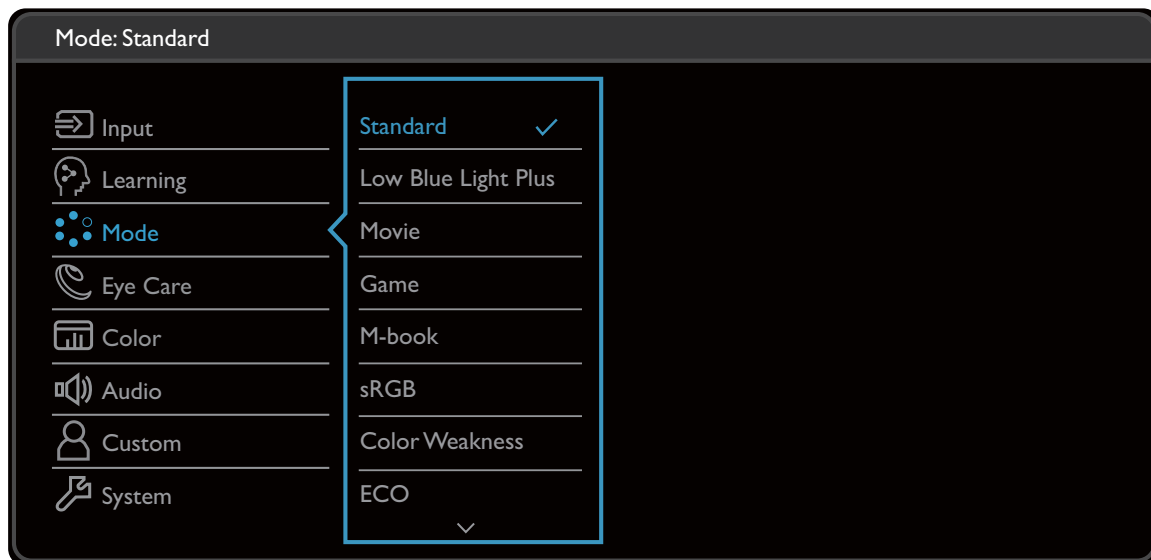 Mode: Standard
Input
Learning
Mode
Eye Care
Color
Audio
Custom
System
Standard
Low Blue Light Plus
Movie
Game
M-book
sRGB
Color Weakness
ECO